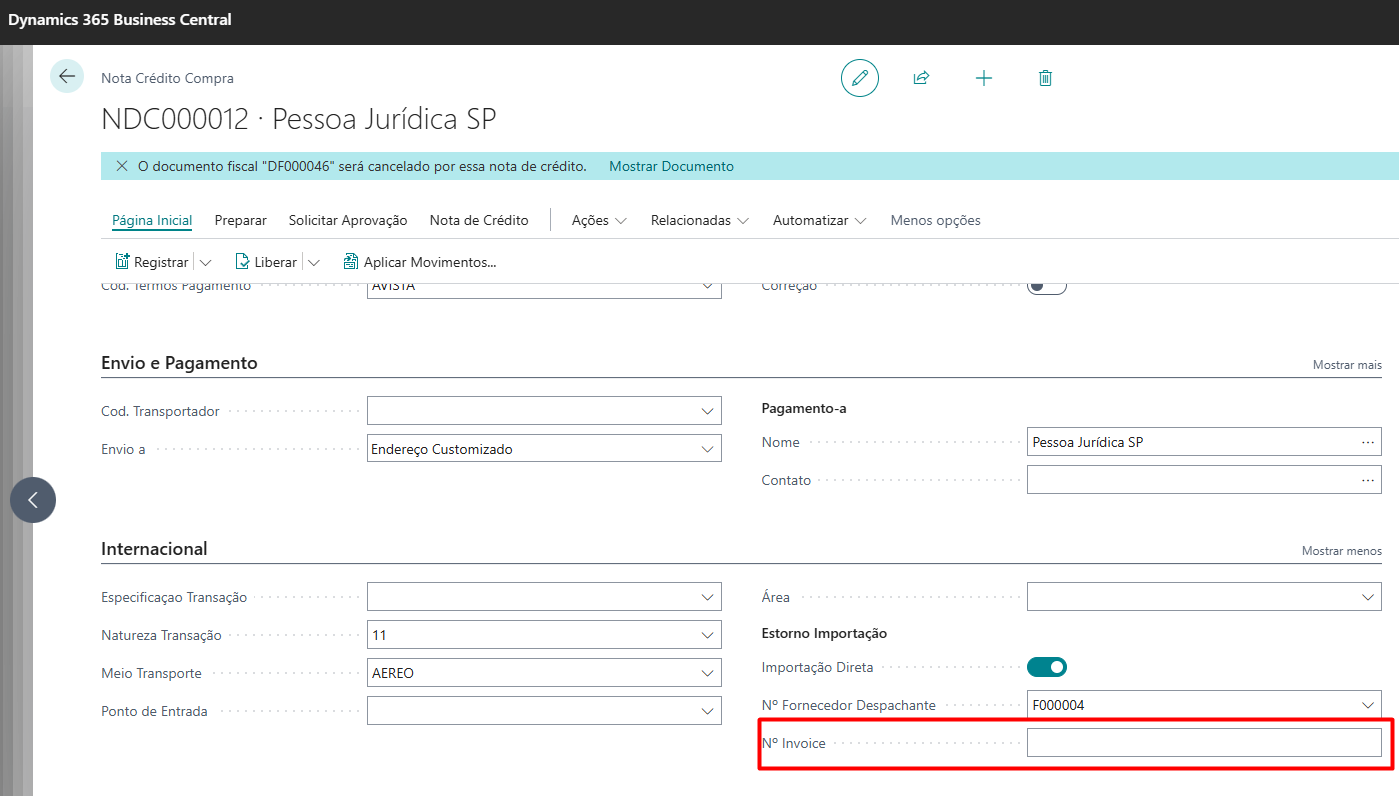 Dynamics 365 Business Central
Nota Crédito Compra
NDC000012 · Pessoa Jurídica SP
O documento fiscal "DF000046" será cancelado por essa nota de crédito. Mostrar Documento
Página Inicial Preparar Solicitar Aprovação Nota de Crédito Ações Relacionadas Automatizar Menos opções
Registrar Liberar Aplicar Movimentos...
Cod. Termos Pagamento AVISTA Correção
Envio e Pagamento Mostrar mais
Cod. Transportador
Envio a Endereço Customizado
Pagamento-a
Nome Pessoa Jurídica SP
Contato
Internacional Mostrar menos
Especificaçao Transação
Natureza Transação 11
Meio Transporte AEREO
Ponto de Entrada
Área
Estorno Importação
Importação Direta
Nº Fornecedor Despachante F000004
Nº Invoice